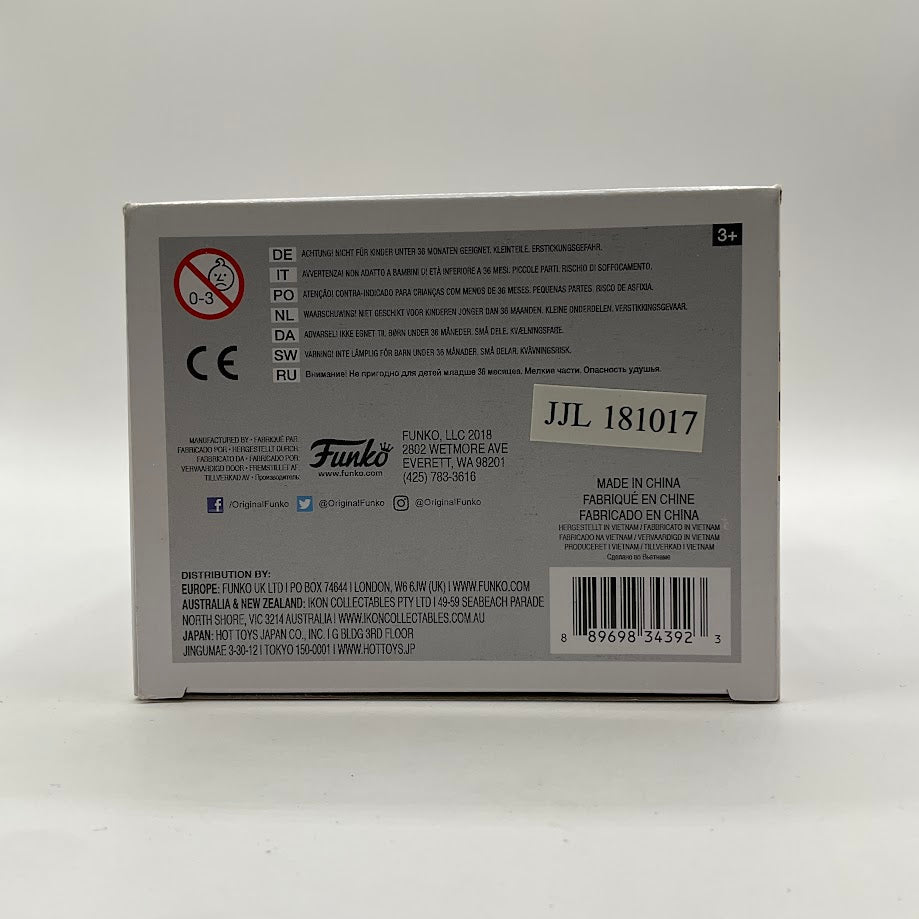 3+
0-3
DE ACHTUNG! NICHT FÜR KINDER UNTER 36 MONATEN GEEIGNET. KLEINTEILE. ERSTICKUNGSGEFAHR.
IT AVVERTENZA! NON ADATTO A BAMBINI DI ETÀ INFERIORE A 36 MESI. PICCOLE PARTI. RISCHIO DI SOFFOCAMENTO.
PO ATENÇÃO! CONTRA-INDICADO PARA CRIANÇAS COM MENOS DE 36 MESES. PEQUENAS PARTES. RISCO DE ASFIXIA.
NL WAARSCHUWING! NIET GESCHIKT VOOR KINDEREN JONGER DAN 36 MAANDEN. KLEINE ONDERDELEN. VERSTIKKINGSGEVAAR.
DA ADVARSEL! IKKE EGNET TIL BØRN UNDER 36 MÅNEDER. SMÅ DELE. KVÆLNINGSFARE.
SW VARNING! INTE LÄMPLIG FÖR BARN UNDER 36 MÅNADER. SMÅ DELAR. KVÄVNINGSRISK.
RU Внимание! Не пригодно для детей младше 36 месяцев. Мелкие части. Опасность удушья.
CE
JJL 181017
MANUFACTURED BY • FABRIQUÉ PAR
FABRICADO POR • HERGESTELLT DURCH
FABBRICATO DA • FABRICADO POR
VERVAARDIGD DOOR • FREMSTILLET AF
TILLVERKAD AV • Производитель:
Funko
www.funko.com
FUNKO, LLC 2018
2802 WETMORE AVE
EVERETT, WA 98201
(425) 783-3616
/OriginalFunko @OriginalFunko @OriginalFunko
MADE IN CHINA
FABRIQUÉ EN CHINE
FABRICADO EN CHINA
HERGESTELLT IN VIETNAM / FABBRICATO IN VIETNAM
FABRICADO NA VIETNAM / VERVAARDIGD IN VIETNAM
PRODUCERET I VIETNAM / TILLVERKAD I VIETNAM
Сделано во Вьетнаме
DISTRIBUTION BY:
EUROPE: FUNKO UK LTD I PO BOX 74644 I LONDON, W6 6JW (UK) I WWW.FUNKO.COM
AUSTRALIA & NEW ZEALAND: IKON COLLECTABLES PTY LTD I 49-59 SEABEACH PARADE
NORTH SHORE, VIC 3214 AUSTRALIA I WWW.IKONCOLLECTABLES.COM.AU
JAPAN: HOT TOYS JAPAN CO., INC. I G BLDG 3RD FLOOR
JINGUMAE 3-30-12 I TOKYO 150-0001 I WWW.HOTTOYS.JP
8 89698 34392 3